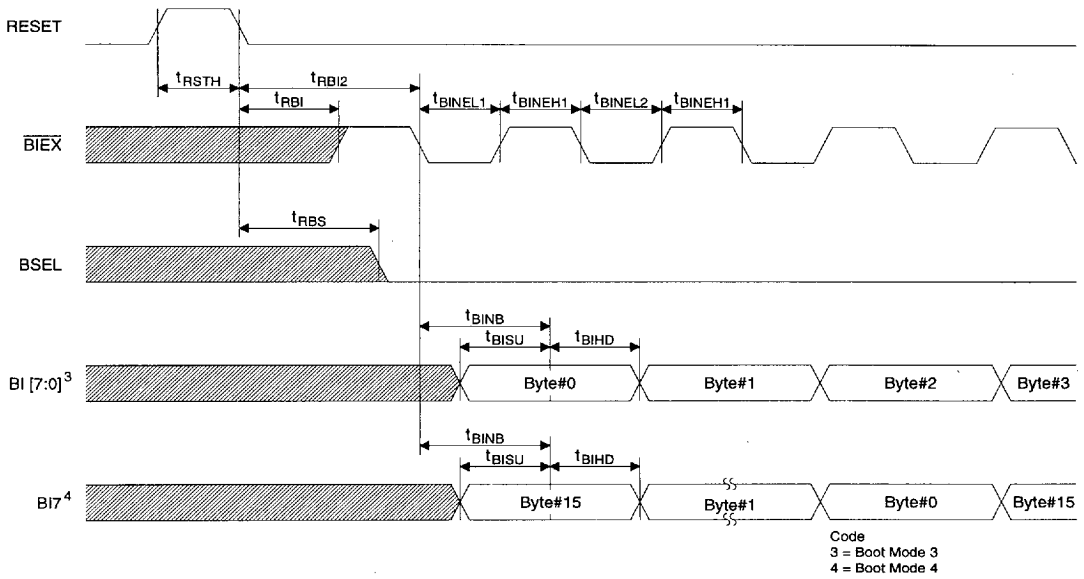 RESET
tRSTH
tRBI2
tRBI
tBINEL1
tBINEH1
tBINEL2
tBINEH1
BIEX
tRBS
BSEL
tBINB
tBISU
tBIHD
BI [7:0]3
Byte#0
Byte#1
Byte#2
Byte#3
tBINB
tBISU
tBIHD
BI74
Byte#15
Byte#1
Byte#0
Byte#15
Code
3 = Boot Mode 3
4 = Boot Mode 4